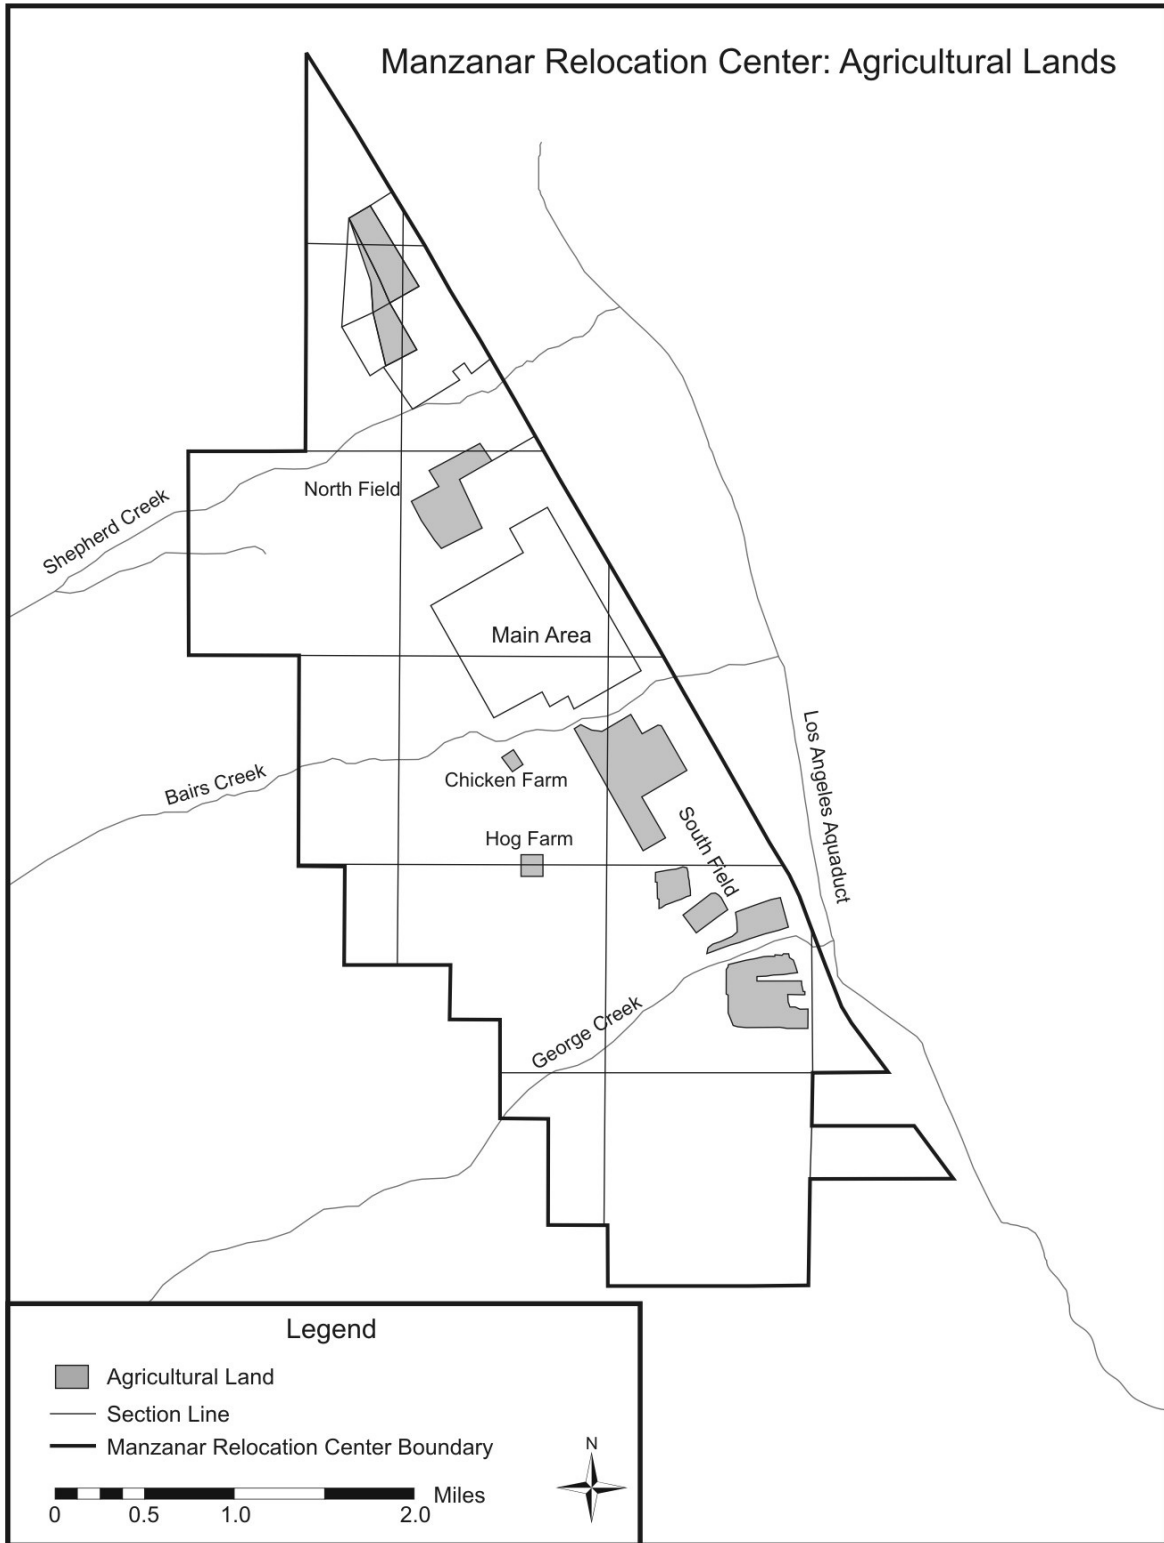 Manzanar Relocation Center: Agricultural Lands
North Field
Shepherd Creek
Main Area
Los Angeles Aquaduct
Bairs Creek
Chicken Farm
South Field
Hog Farm
George Creek
Legend
Agricultural Land
Section Line
Manzanar Relocation Center Boundary
N
Miles
0 0.5 1.0 2.0